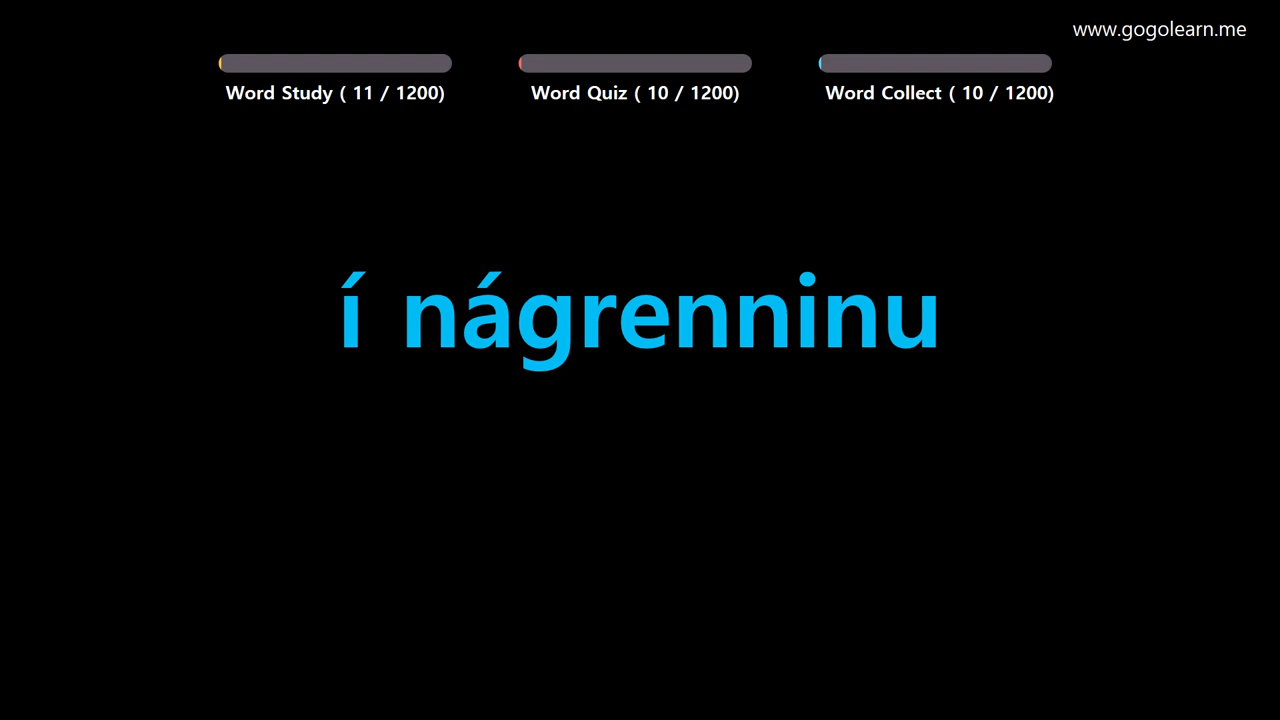 www.gogolearn.me
Word Study ( 11 / 1200)
Word Quiz ( 10 / 1200)
Word Collect ( 10 / 1200)
í nágrenninu